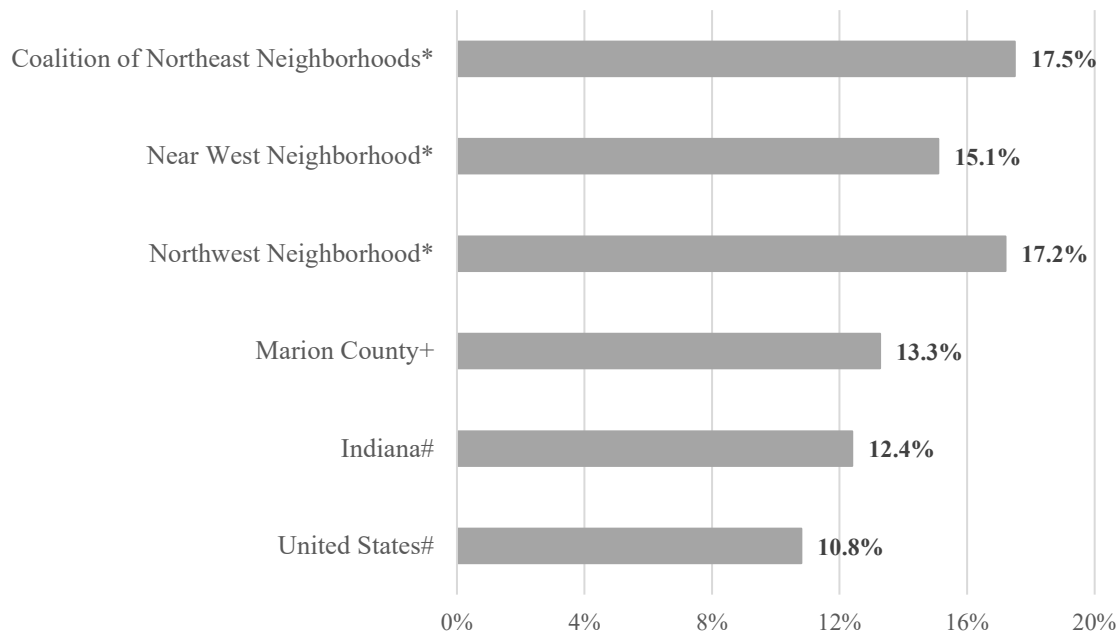 Coalition of Northeast Neighborhoods* 17.5%
Near West Neighborhood* 15.1%
Northwest Neighborhood* 17.2%
Marion County+ 13.3%
Indiana# 12.4%
United States# 10.8%
0% 4% 8% 12% 16% 20%